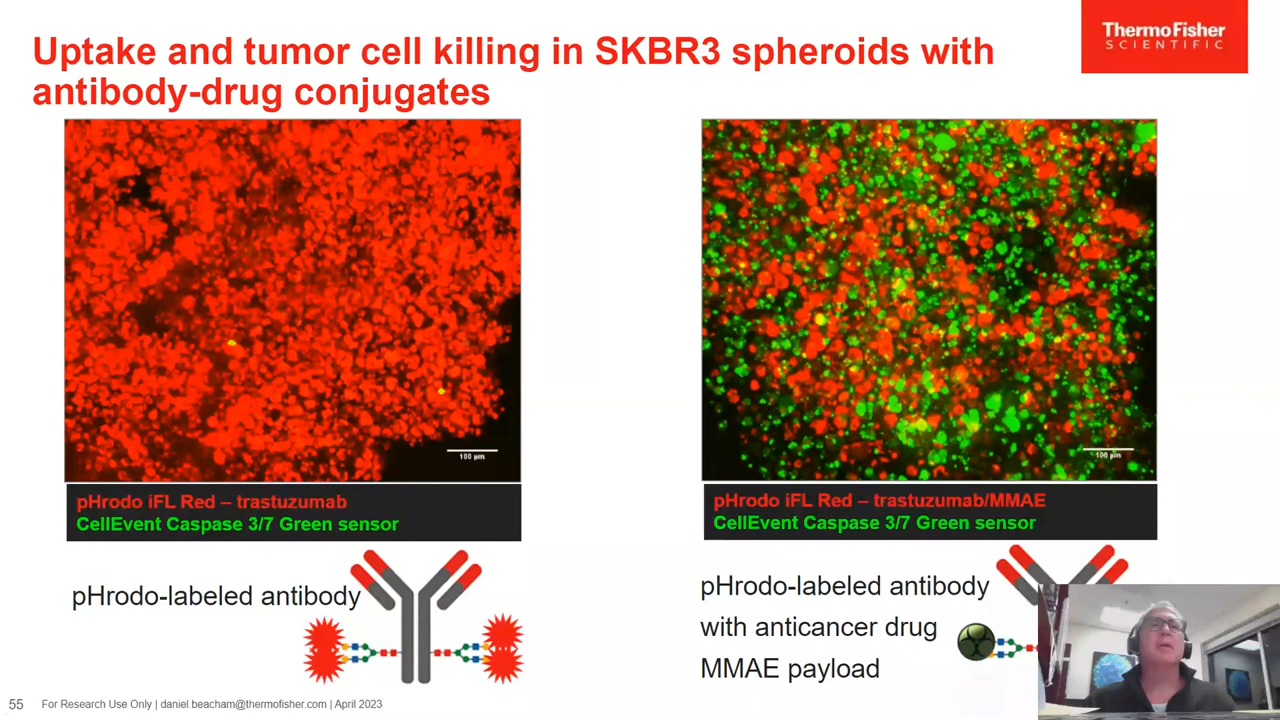 Uptake and tumor cell killing in SKBR3 spheroids with
antibody-drug conjugates
ThermoFisher
SCIENTIFIC
100 µm
100 µm
pHrodo iFL Red – trastuzumab
CellEvent Caspase 3/7 Green sensor
pHrodo iFL Red – trastuzumab/MMAE
CellEvent Caspase 3/7 Green sensor
pHrodo-labeled antibody
pHrodo-labeled antibody
with anticancer drug
MMAE payload
55 For Research Use Only | daniel.beacham@thermofisher.com | April 2023